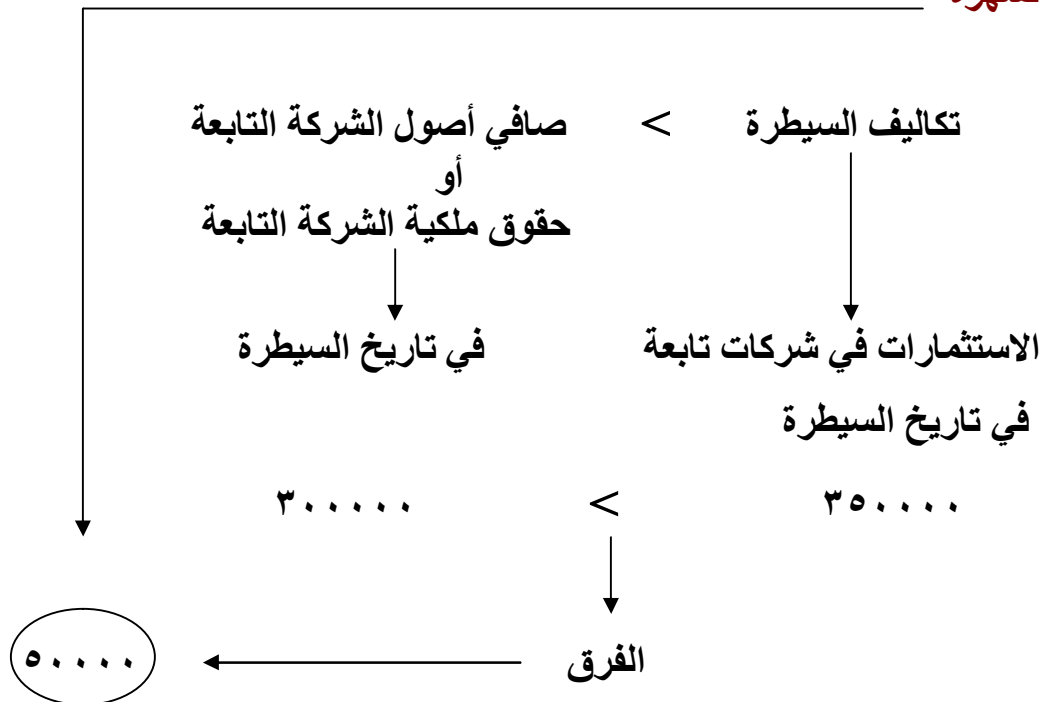 تكاليف السيطرة < صافي أصول الشركة التابعة
أو
حقوق ملكية الشركة التابعة
الاستثمارات في شركات تابعة في تاريخ السيطرة
في تاريخ السيطرة
٣٥٠٠٠٠ < ٣٠٠٠٠٠
الفرق ٥٠٠٠٠